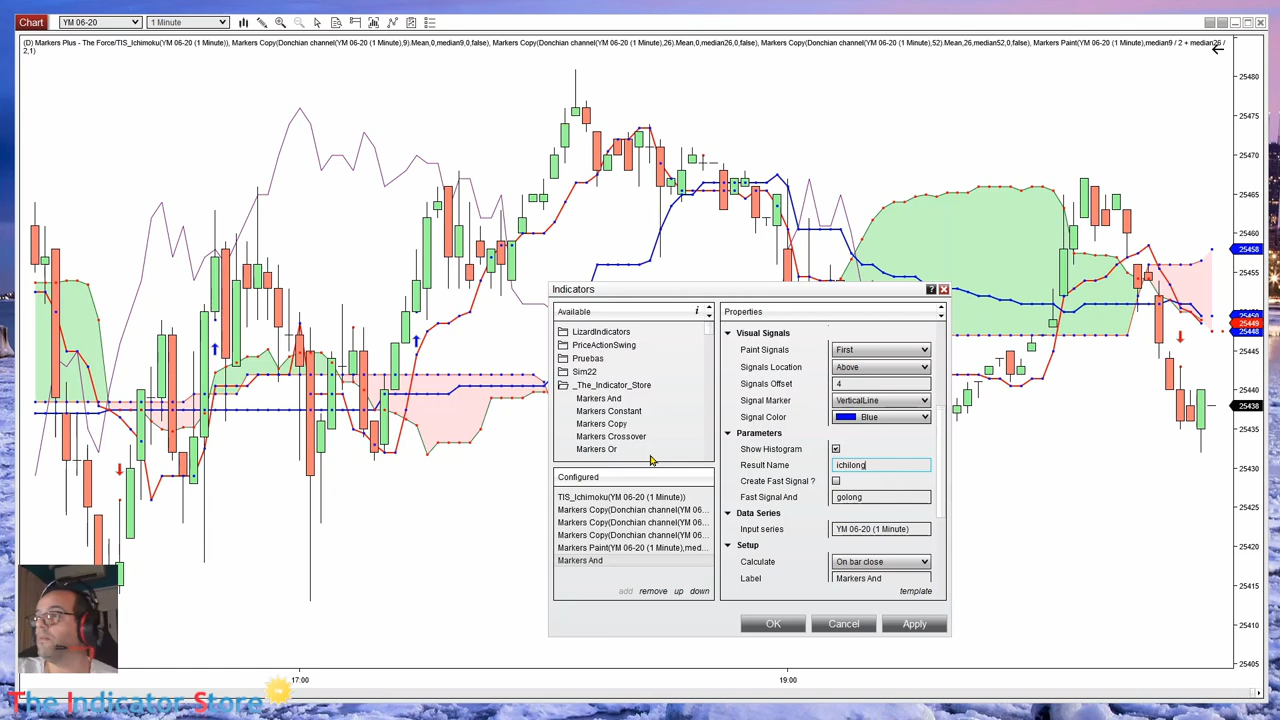 Chart
YM 06-20
1 Minute
(D) Markers Plus - The Force/TIS_Ichimoku(YM 06-20 (1 Minute)), Markers Copy(Donchian channel(YM 06-20 (1 Minute),9).Mean,0,median9,0,false), Markers Copy(Donchian channel(YM 06-20 (1 Minute),26).Mean,0,median26,0,false), Markers Copy(Donchian channel(YM 06-20 (1 Minute),52).Mean,26,median52,0,false), Markers Paint(YM 06-20 (1 Minute),median9 / 2 + median26 /
2,1)
25480
25475
25470
25465
25460
25458
25455
25449
25448
25445
25440
25438
25435
25430
25425
25420
25415
25410
25405
Indicators
Available
LizardIndicators
PriceActionSwing
Pruebas
Sim22
_The_Indicator_Store
Markers And
Markers Constant
Markers Copy
Markers Crossover
Markers Or
Configured
TIS_Ichimoku(YM 06-20 (1 Minute))
Markers Copy(Donchian channel(YM 06...
Markers Copy(Donchian channel(YM 06...
Markers Copy(Donchian channel(YM 06...
Markers Paint(YM 06-20 (1 Minute),med...
Markers And
add remove up down
Properties
Visual Signals
Paint Signals First
Signals Location Above
Signals Offset 4
Signal Marker VerticalLine
Signal Color Blue
Parameters
Show Histogram
Result Name ichilong
Create Fast Signal ?
Fast Signal And golong
Data Series
Input series YM 06-20 (1 Minute)
Setup
Calculate On bar close
Label Markers And
template
OK Cancel Apply
17:00
19:00
The Indicator Store